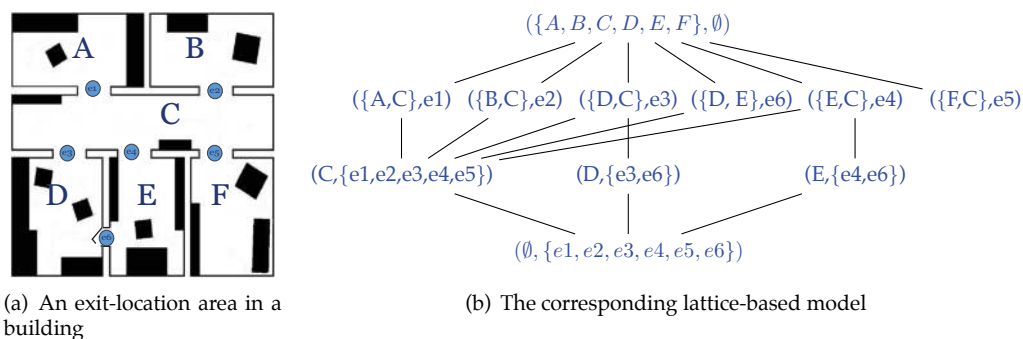 A
B
e1
e2
C
e3
e4
e5
D
E
F
e6
(a) An exit-location area in a
building
({A, B, C, D, E, F}, ∅)
({A,C},e1) ({B,C},e2) ({D,C},e3) ({D, E},e6) ({E,C},e4) ({F,C},e5)
(C,{e1,e2,e3,e4,e5}) (D,{e3,e6}) (E,{e4,e6})
(∅, {e1, e2, e3, e4, e5, e6})
(b) The corresponding lattice-based model